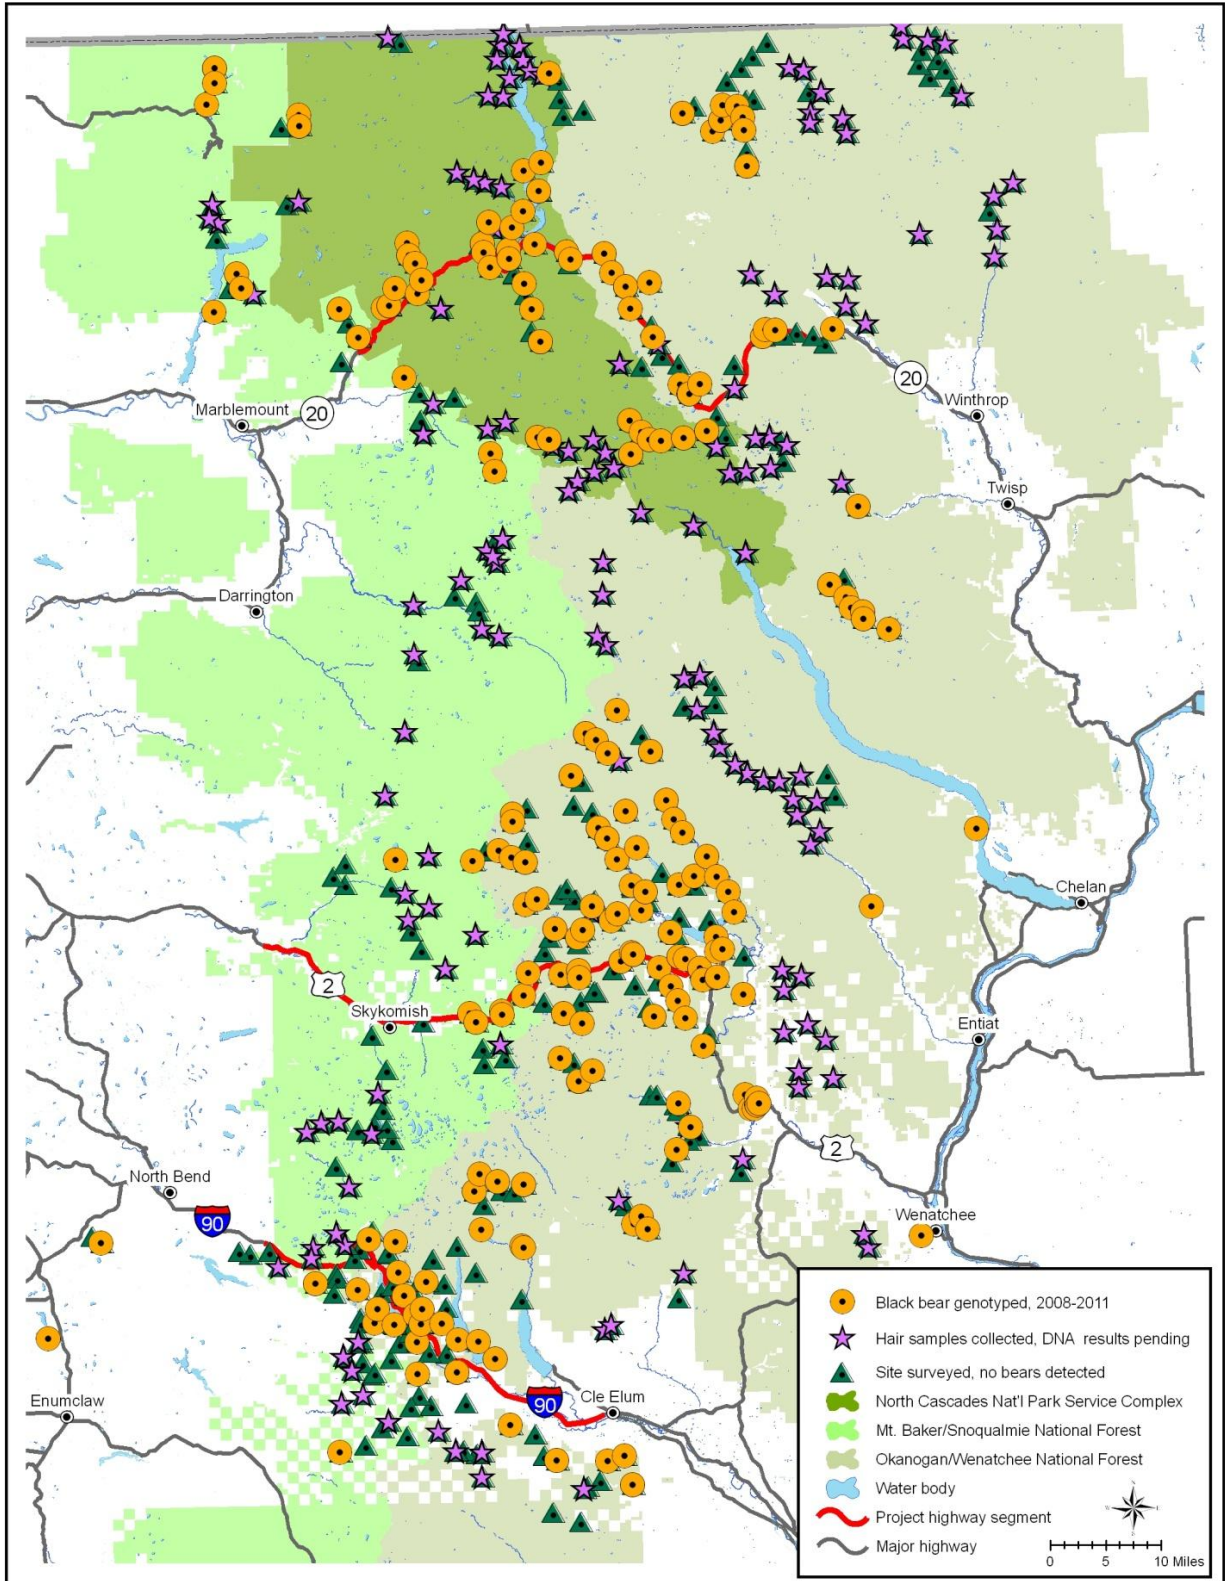 20
Winthrop
Marblemount
20
Twisp
Darrington
Chelan
2
Skykomish
Entiat
2
North Bend
90
Wenatchee
Black bear genotyped, 2008-2011
Hair samples collected, DNA results pending
Site surveyed, no bears detected
90
Cle Elum
Enumclaw
North Cascades Nat'l Park Service Complex
Mt. Baker/Snoqualmie National Forest
Okanogan/Wenatchee National Forest
Water body
Project highway segment
Major highway
0 5 10 Miles